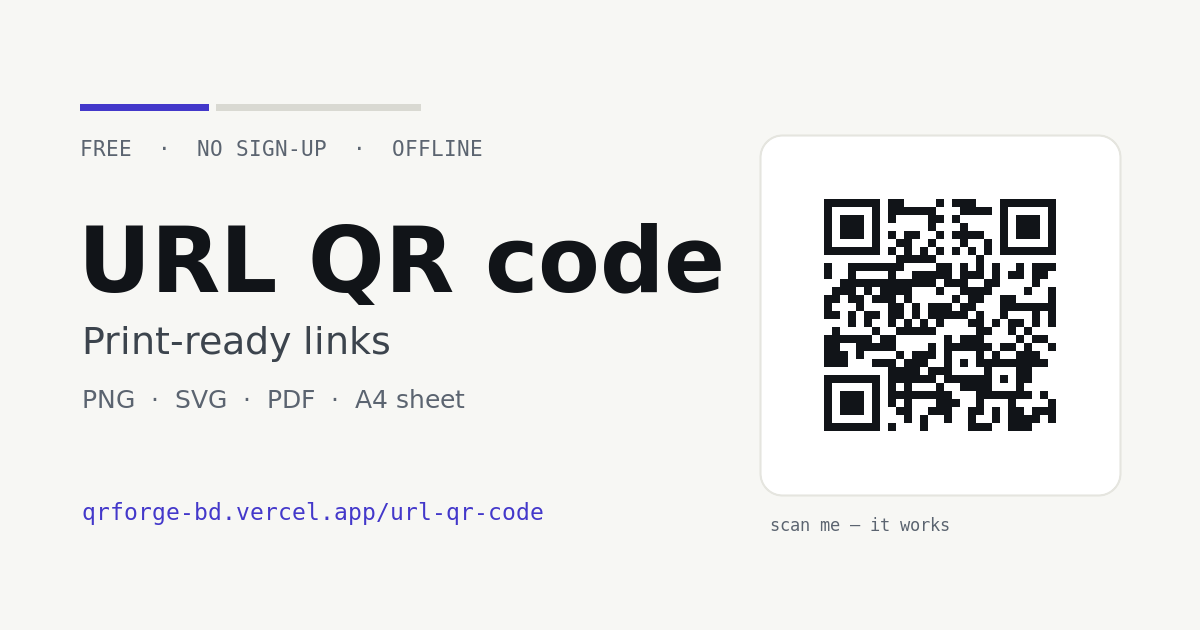 FREE · NO SIGN-UP · OFFLINE
URL QR code
Print-ready links
PNG · SVG · PDF · A4 sheet
qrforge-bd.vercel.app/url-qr-code
scan me — it works